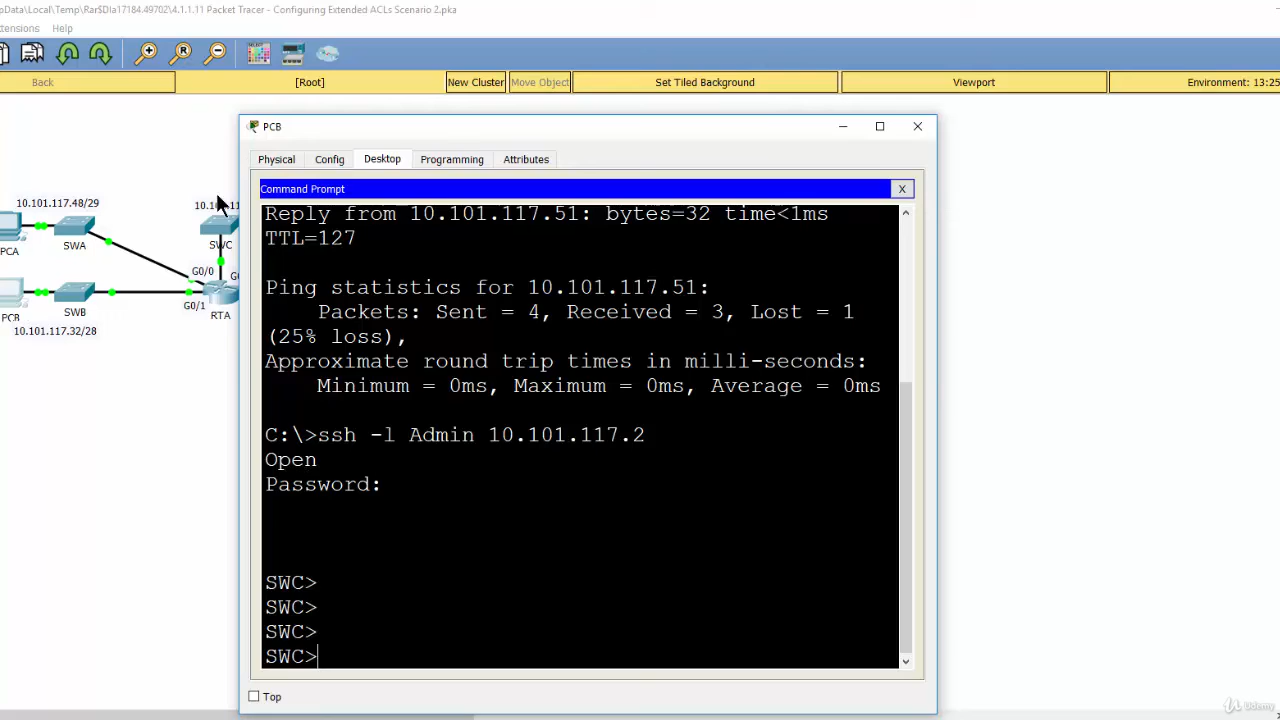 pData\Local\Temp\Rar$DIa17184.49702\4.1.1.11 Packet Tracer - Configuring Extended ACLs Scenario 2.pka
xtensions Help
Back [Root] New Cluster Move Object Set Tiled Background Viewport Environment: 13:25
PCB
Physical Config Desktop Programming Attributes
Command Prompt X
Reply from 10.101.117.51: bytes=32 time<1ms
TTL=127
Ping statistics for 10.101.117.51:
Packets: Sent = 4, Received = 3, Lost = 1
(25% loss),
Approximate round trip times in milli-seconds:
Minimum = 0ms, Maximum = 0ms, Average = 0ms
C:\>ssh -l Admin 10.101.117.2
Open
Password:
SWC>
SWC>
SWC>
SWC>
Top
10.101.117.48/29
PCA
SWA
SWC
G0/0
G0/1
PCB
SWB
RTA
10.101.117.32/28
Udemy